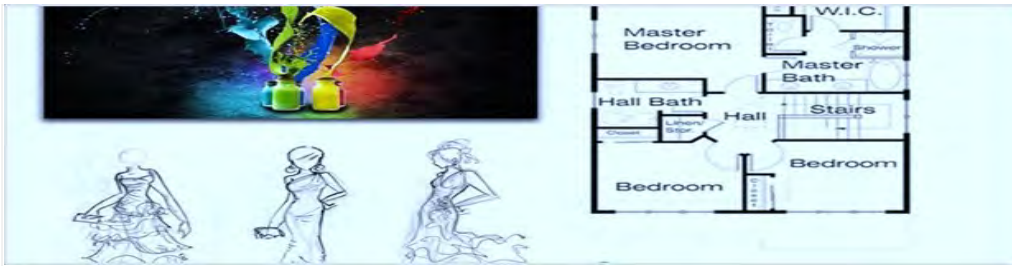 W.I.C.
Master
Bedroom
Shower
Master
Bath
Hall Bath
Hall
Stairs
Linen/
Stor.
Closet
Bedroom
Bedroom